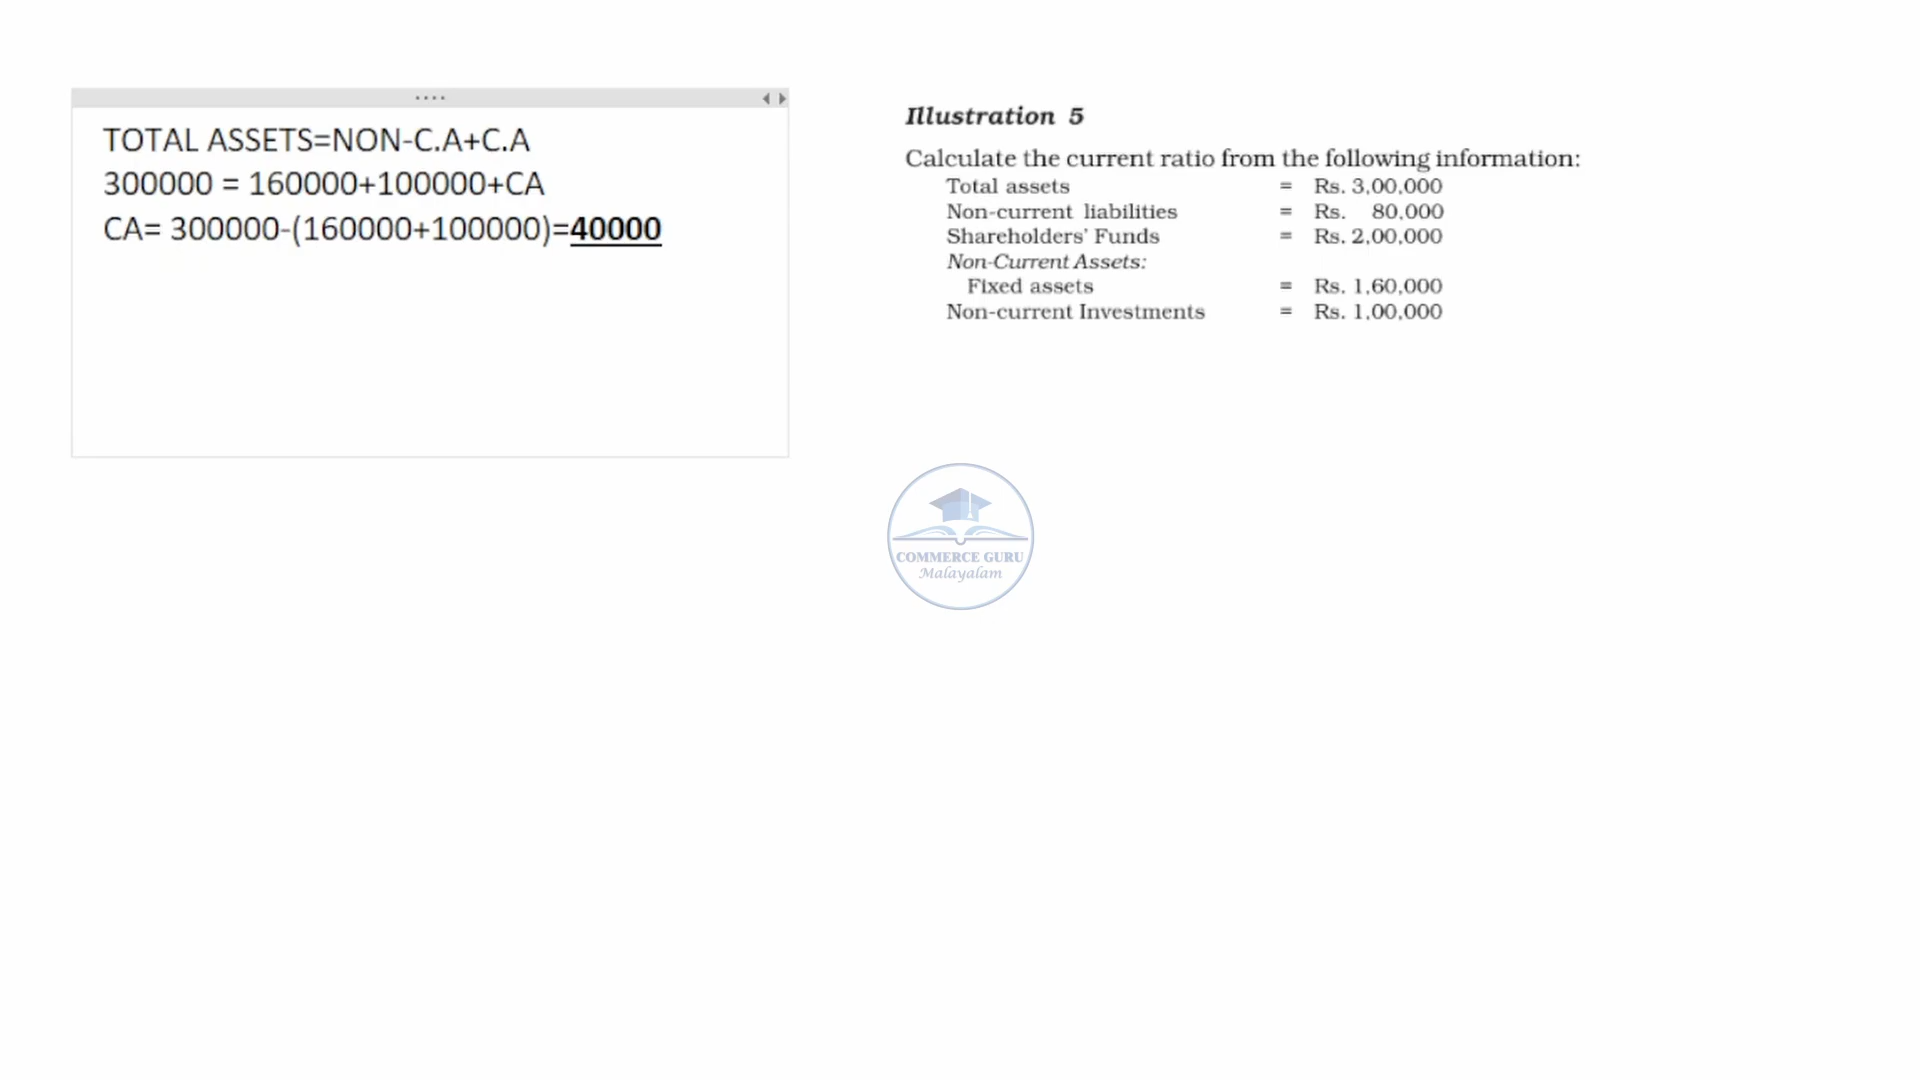 TOTAL ASSETS=NON-C.A+C.A
300000 = 160000+100000+CA
CA= 300000-(160000+100000)=40000
Illustration 5
Calculate the current ratio from the following information:
Total assets = Rs. 3,00,000
Non-current liabilities = Rs. 80,000
Shareholders' Funds = Rs. 2,00,000
Non-Current Assets:
Fixed assets = Rs. 1,60,000
Non-current Investments = Rs. 1,00,000
COMMERCE GURU
Malayalam